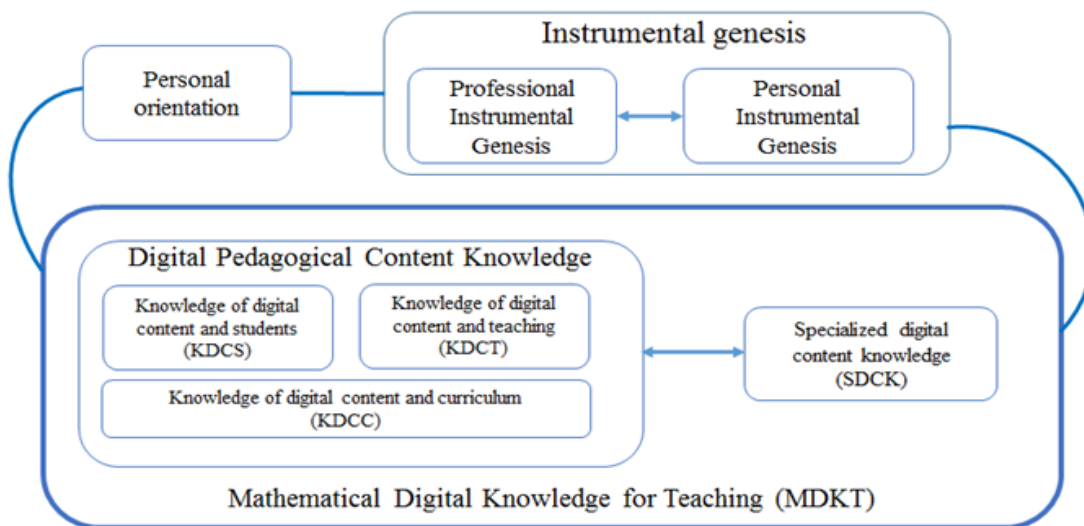 Instrumental genesis
Personal
orientation
Professional
Instrumental
Genesis
Personal
Instrumental
Genesis
Digital Pedagogical Content Knowledge
Knowledge of digital
content and students
(KDCS)
Knowledge of digital
content and teaching
(KDCT)
Knowledge of digital content and curriculum
(KDCC)
Specialized digital
content knowledge
(SDCK)
Mathematical Digital Knowledge for Teaching (MDKT)